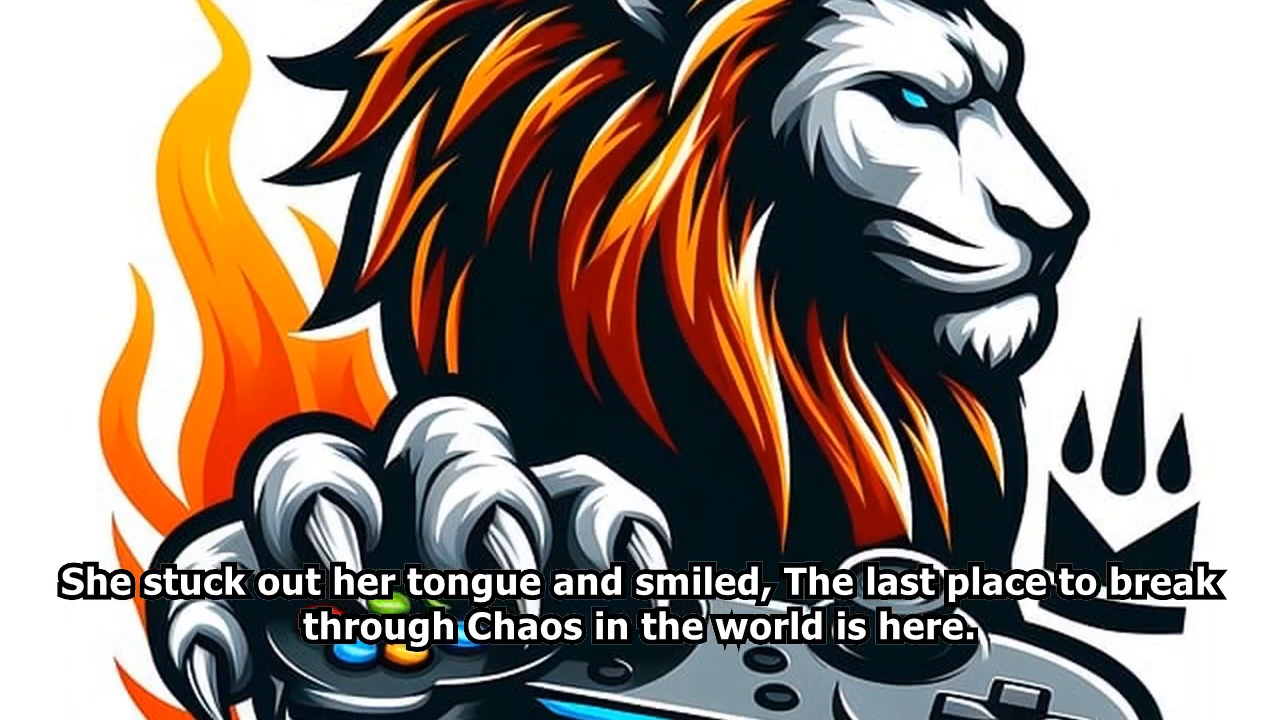 She stuck out her tongue and smiled, The last place to break
through Chaos in the world is here.